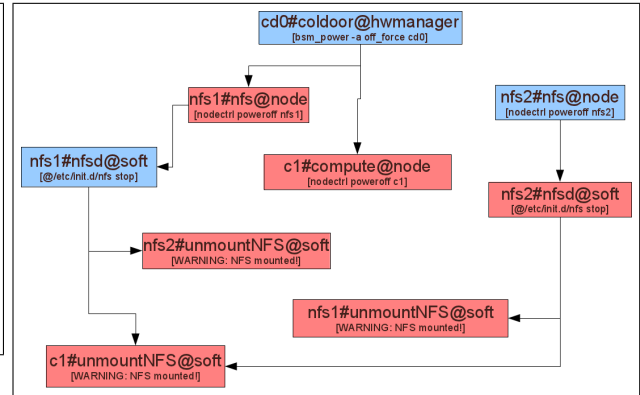 cd0#coldoor@hwmanager
[bsm_power -a off_force cd0]
nfs1#nfs@node
[nodectrl poweroff nfs1]
nfs2#nfs@node
[nodectrl poweroff nfs2]
nfs1#nfsd@soft
[@/etc/init.d/nfs stop]
c1#compute@node
[nodectrl poweroff c1]
nfs2#nfsd@soft
[@/etc/init.d/nfs stop]
nfs2#unmountNFS@soft
[WARNING: NFS mounted!]
nfs1#unmountNFS@soft
[WARNING: NFS mounted!]
c1#unmountNFS@soft
[WARNING: NFS mounted!]